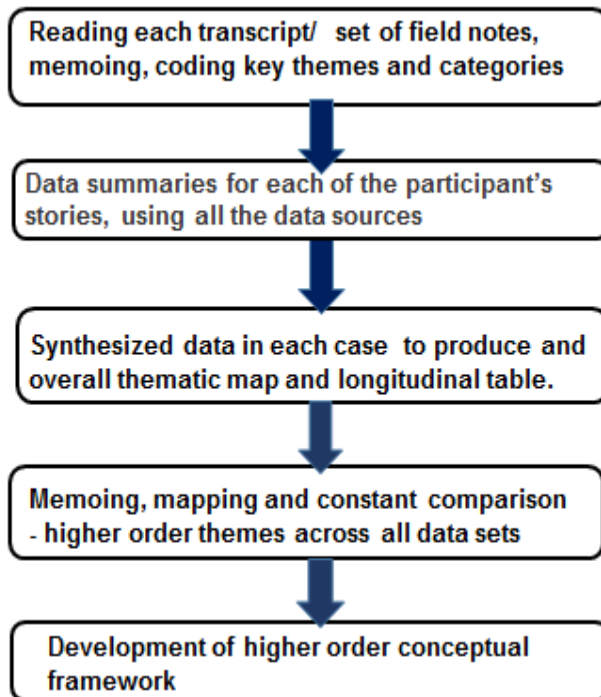 Reading each transcript/ set of field notes,
memoing, coding key themes and categories
Data summaries for each of the participant's
stories, using all the data sources
Synthesized data in each case to produce and
overall thematic map and longitudinal table.
Memoing, mapping and constant comparison
- higher order themes across all data sets
Development of higher order conceptual
framework